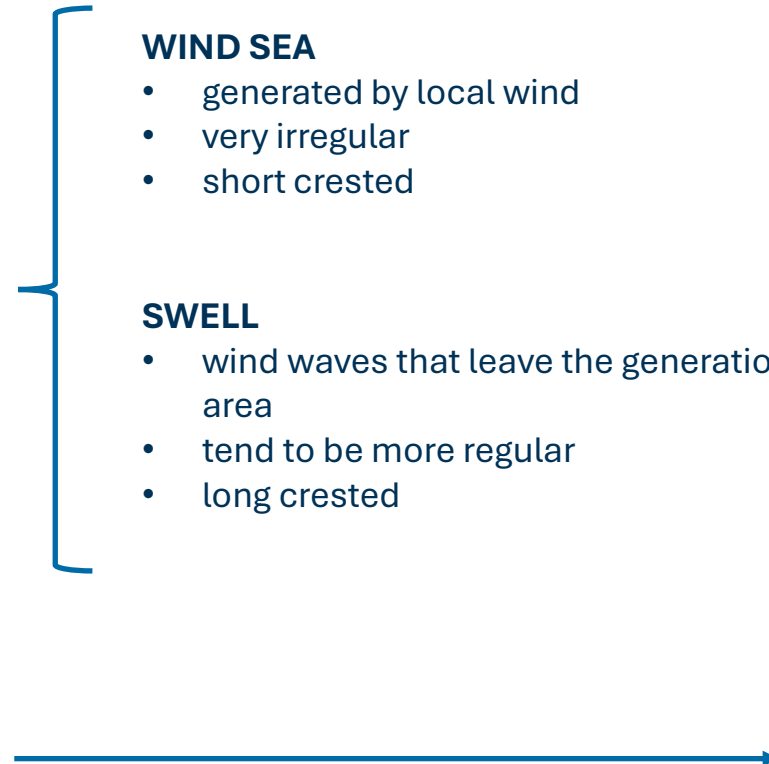 WIND SEA
• generated by local wind
• very irregular
• short crested
SWELL
• wind waves that leave the generatio
area
• tend to be more regular
• long crested